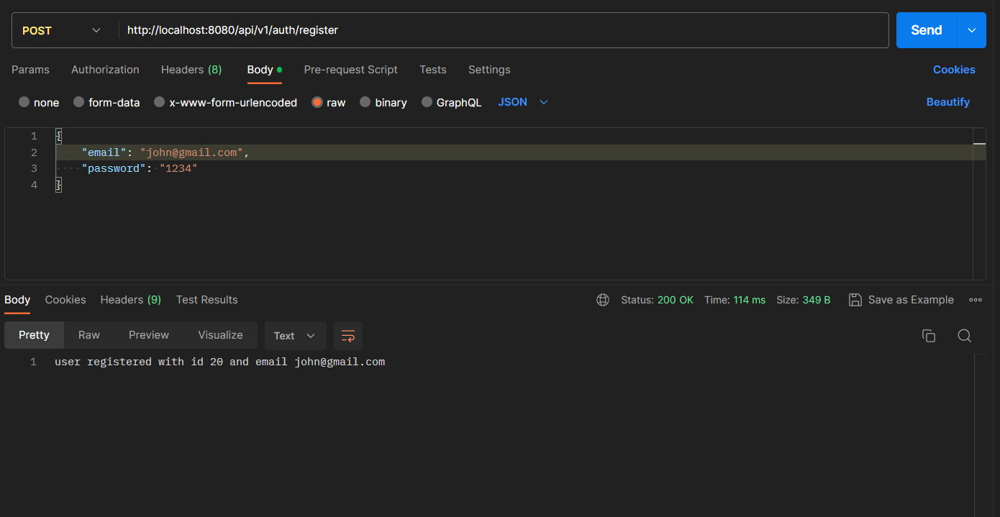 POST http://localhost:8080/api/v1/auth/register Send
Params Authorization Headers (8) Body Pre-request Script Tests Settings Cookies
none form-data x-www-form-urlencoded raw binary GraphQL JSON Beautify
1 {
2 "email": "john@gmail.com",
3 "password": "1234"
4 }
Body Cookies Headers (9) Test Results Status: 200 OK Time: 114 ms Size: 349 B Save as Example
Pretty Raw Preview Visualize Text
1 user registered with id 20 and email john@gmail.com